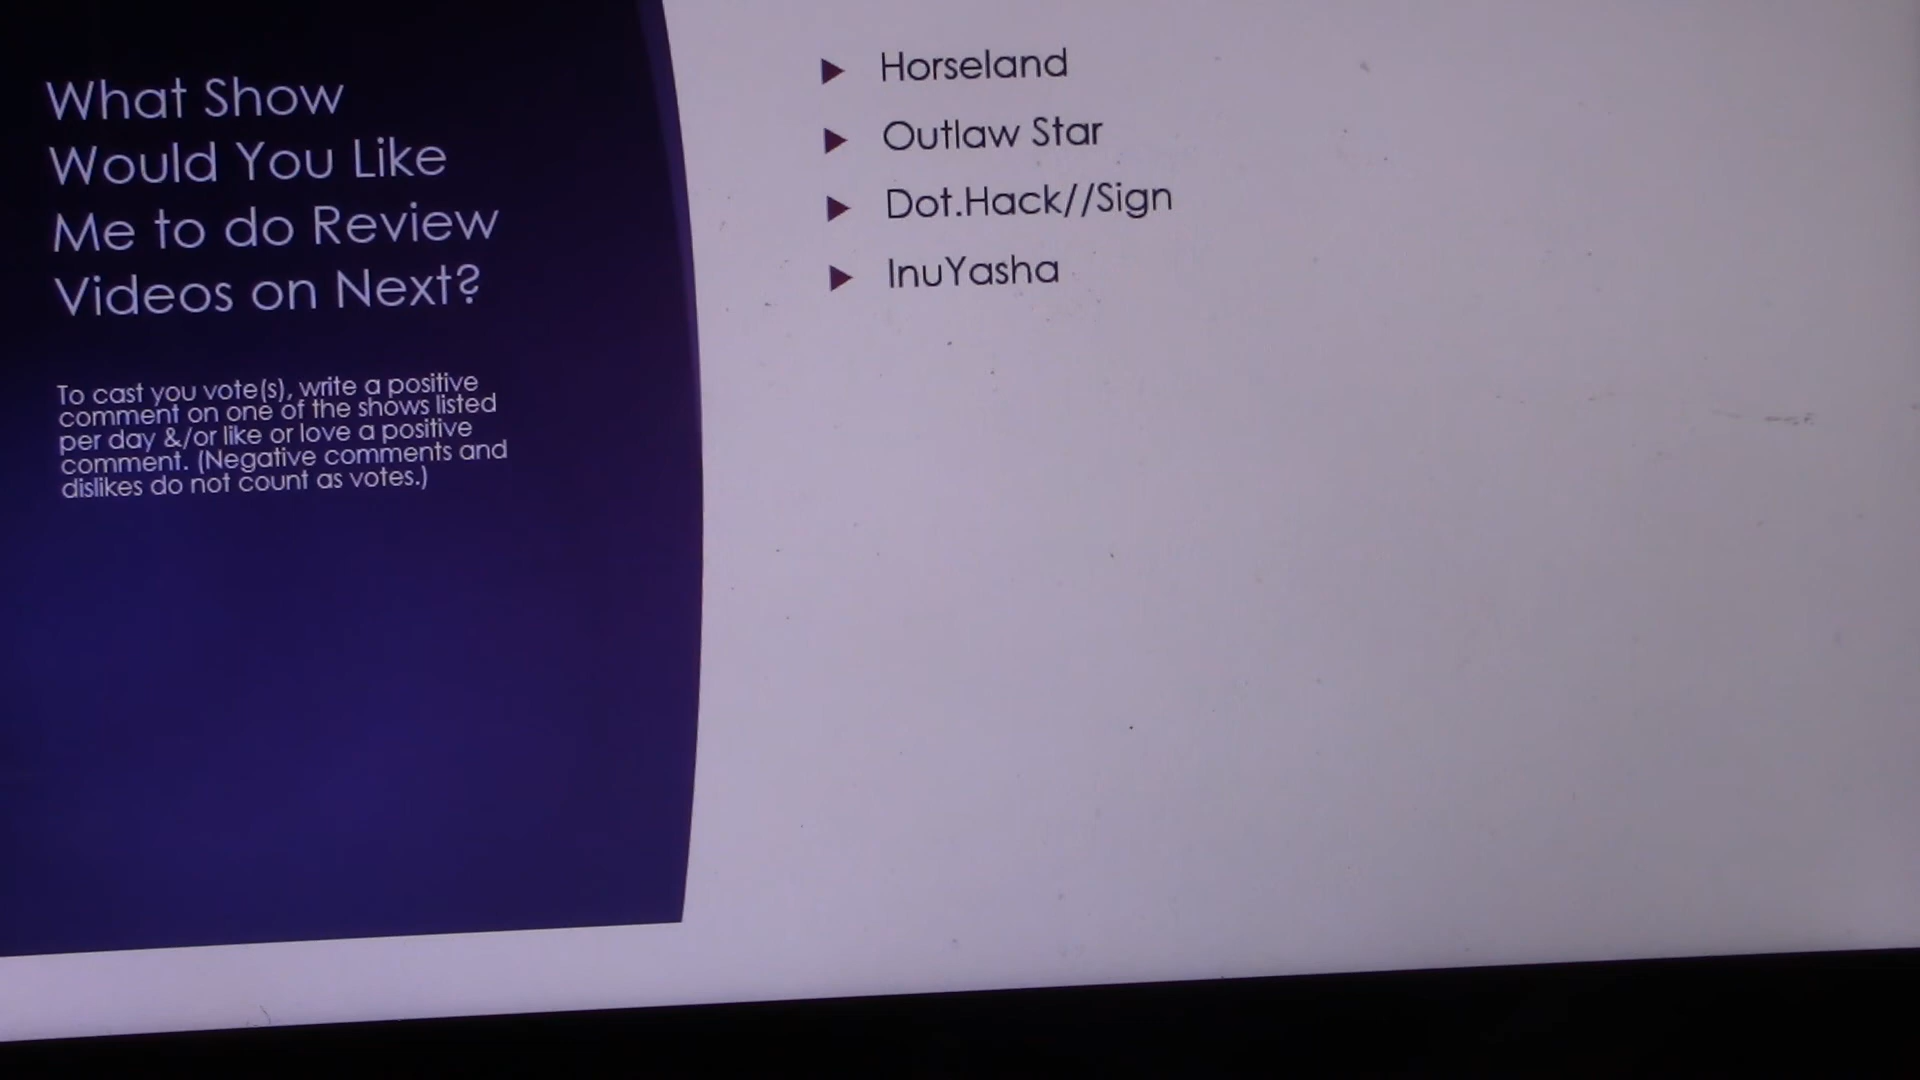 What Show
Would You Like
Me to do Review
Videos on Next?
To cast you vote(s), write a positive
comment on one of the shows listed
per day &/or like or love a positive
comment. (Negative comments and
dislikes do not count as votes.)
Horseland
Outlaw Star
Dot.Hack//Sign
InuYasha